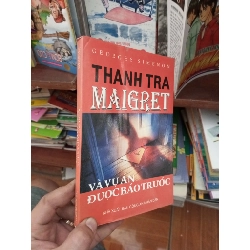 GEORGES SIMENON
THANH TRA
MAIGRET
VÀ VỤ ÁN
ĐƯỢC BÁO TRƯỚC